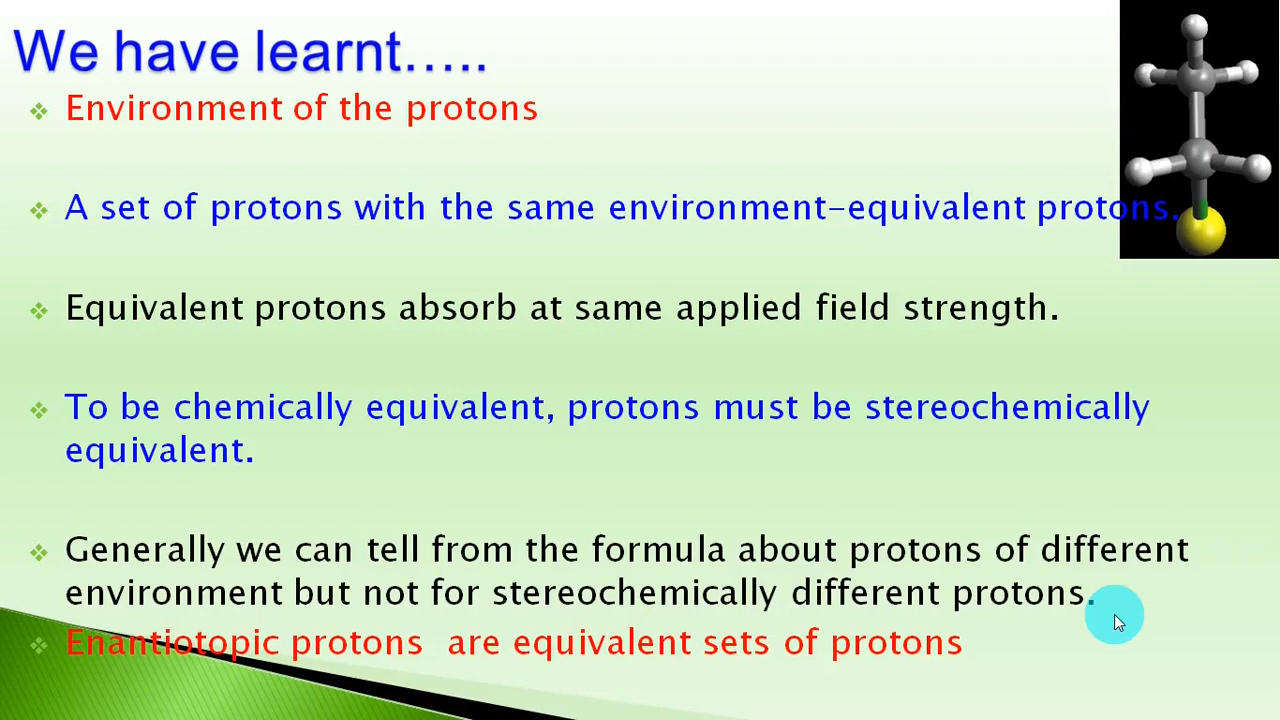 We have learnt.....
Environment of the protons
A set of protons with the same environment-equivalent protons.
Equivalent protons absorb at same applied field strength.
To be chemically equivalent, protons must be stereochemically
equivalent.
Generally we can tell from the formula about protons of different
environment but not for stereochemically different protons.
Enantiotopic protons are equivalent sets of protons